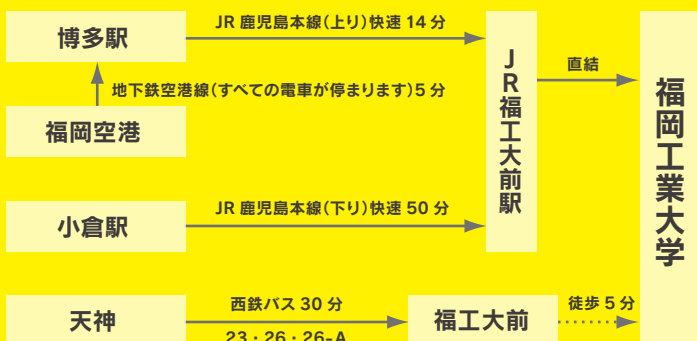 博多駅
JR 鹿児島本線(上り)快速 14 分
地下鉄空港線(すべての電車が停まります)5 分
福岡空港
小倉駅
JR 鹿児島本線(下り)快速 50 分
JR福工大前駅
直結
福岡工業大学
天神
西鉄バス 30 分
23・26・26-A
福工大前
徒歩 5 分